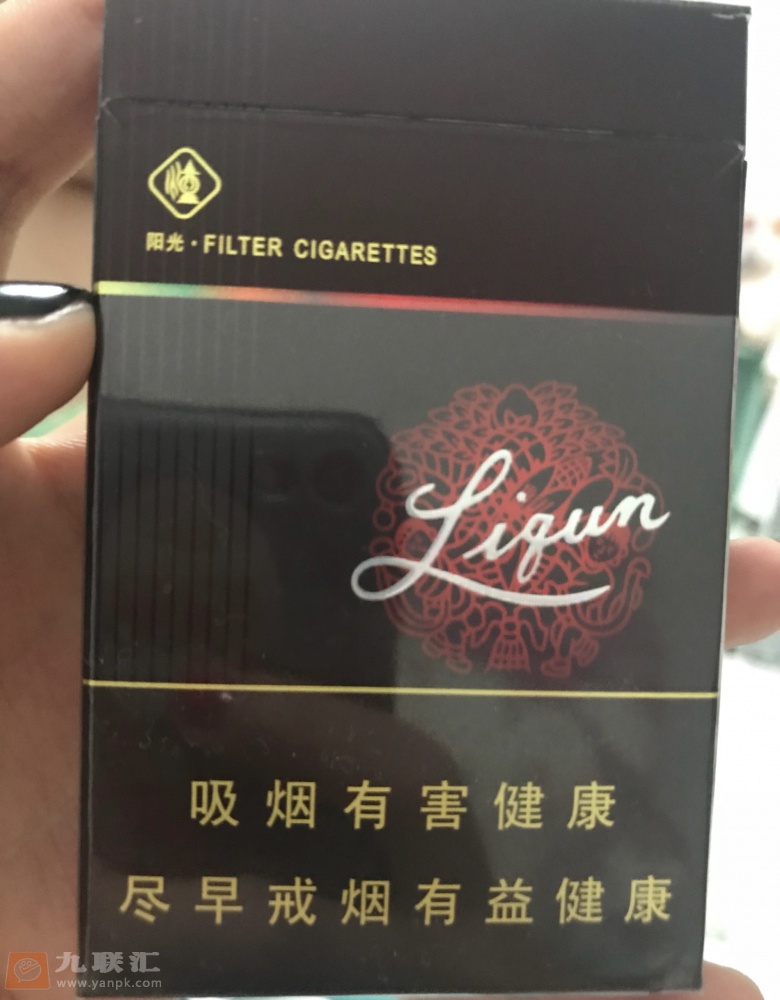 阳光·FILTER CIGARETTES
Liqun
吸烟有害健康
尽早戒烟有益健康
九联汇
www.yanpk.com